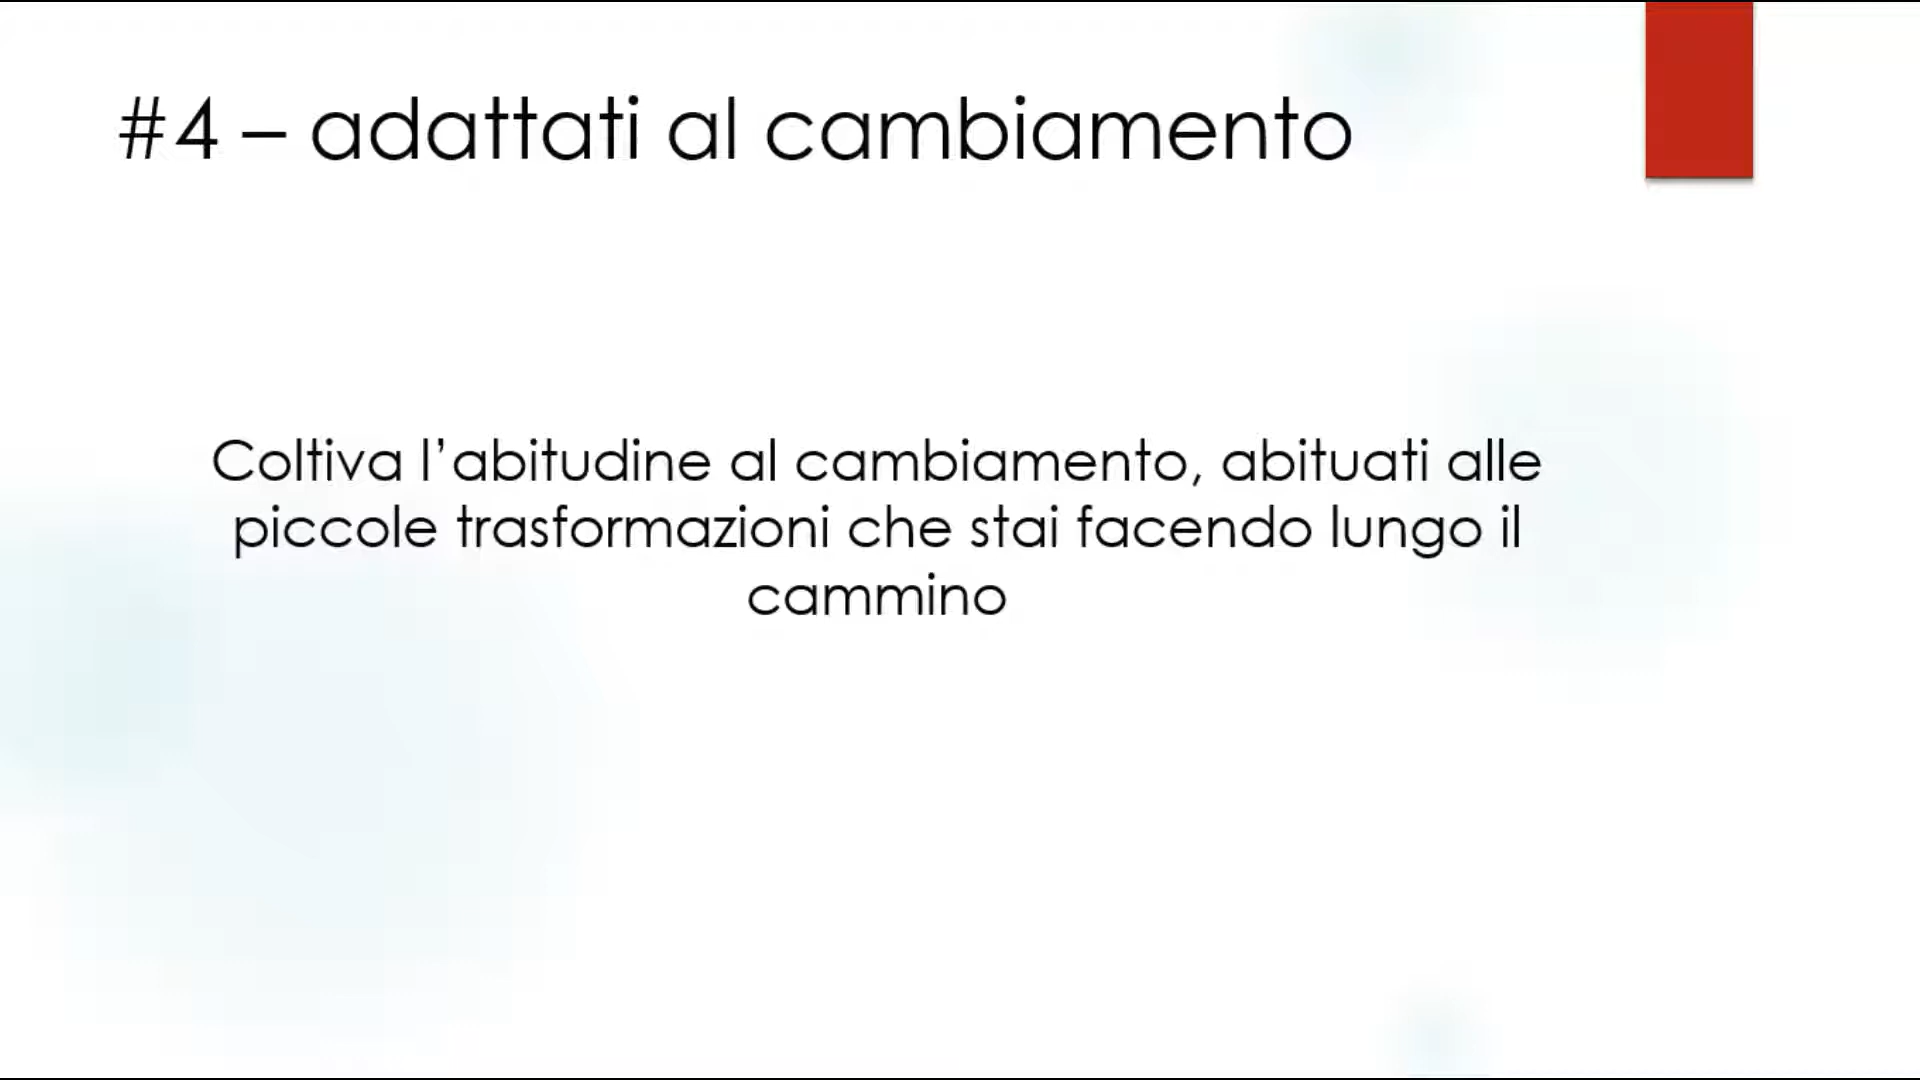 #4 – adattati al cambiamento
Coltiva l’abitudine al cambiamento, abituati alle
piccole trasformazioni che stai facendo lungo il
cammino